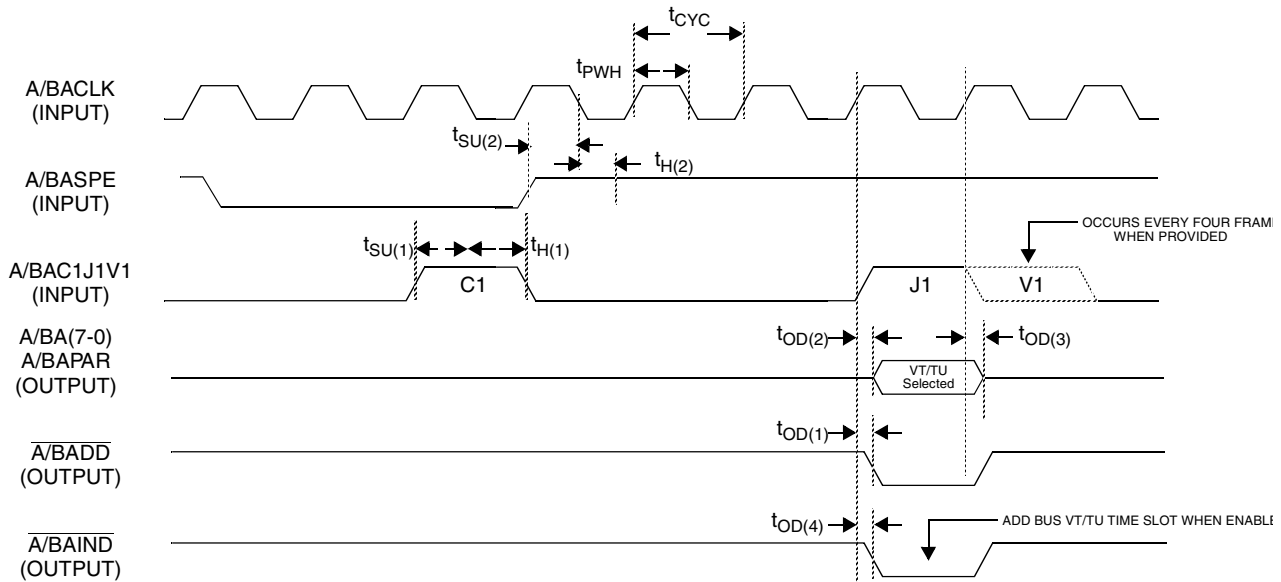 tCYC
tPWH
A/BACLK
(INPUT)
tSU(2)
tH(2)
A/BASPE
(INPUT)
OCCURS EVERY FOUR FRAM
WHEN PROVIDED
tSU(1)
tH(1)
A/BAC1J1V1
(INPUT)
C1
J1
V1
A/BA(7-0)
A/BAPAR
(OUTPUT)
tOD(2)
tOD(3)
VT/TU
Selected
tOD(1)
A/BADD
(OUTPUT)
tOD(4)
ADD BUS VT/TU TIME SLOT WHEN ENABLE
A/BAIND
(OUTPUT)